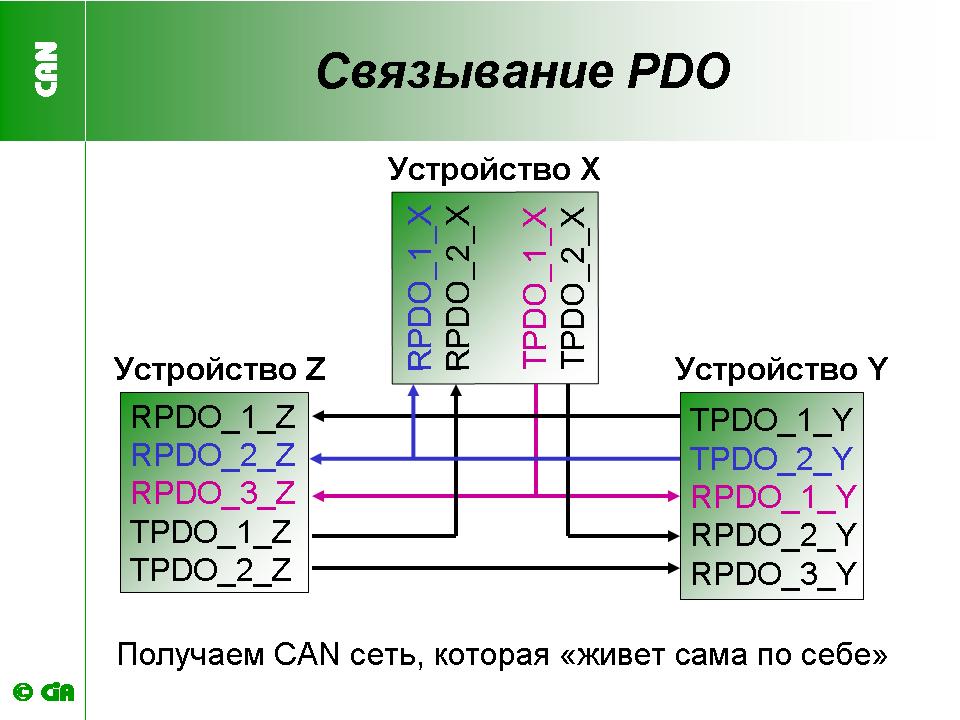 CAN
Связывание PDO
Устройство X
RPDO_1_X
RPDO_2_X
TPDO_1_X
TPDO_2_X
Устройство Z
RPDO_1_Z
RPDO_2_Z
RPDO_3_Z
TPDO_1_Z
TPDO_2_Z
Устройство Y
TPDO_1_Y
TPDO_2_Y
RPDO_1_Y
RPDO_2_Y
RPDO_3_Y
Получаем CAN сеть, которая «живет сама по себе»
© CiA